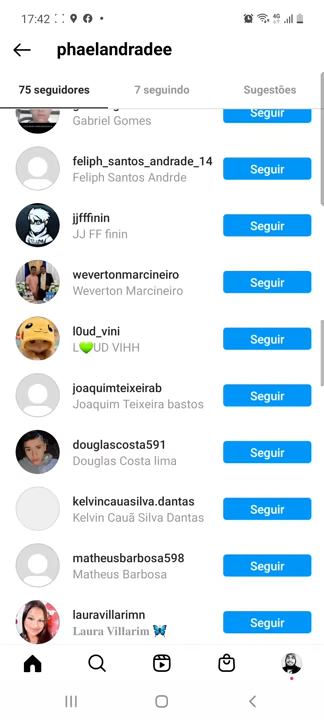 17:42
phaelandradee
75 seguidores
7 seguindo
Sugestões
Gabriel Gomes
Seguir
feliph_santos_andrade_14
Feliph Santos Andrde
Seguir
jjfffinin
JJ FF finin
Seguir
wevertonmarcineiro
Weverton Marcineiro
Seguir
l0ud_vini
L💚UD VIHH
Seguir
joaquimteixeirab
Joaquim Teixeira bastos
Seguir
douglascosta591
Douglas Costa lima
Seguir
kelvincauasilva.dantas
Kelvin Cauã Silva Dantas
Seguir
matheusbarbosa598
Matheus Barbosa
Seguir
lauravillarimn
Laura Villarim 🦋
Seguir